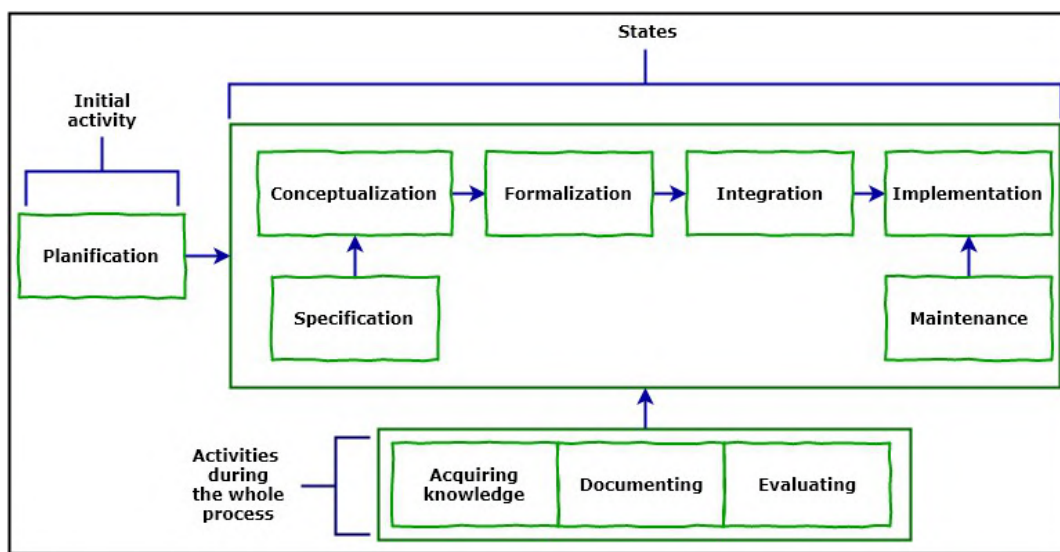 States
Initial
activity
Conceptualization
Formalization
Integration
Implementation
Planification
Specification
Maintenance
Activities
during
the whole
process
Acquiring
knowledge
Documenting
Evaluating